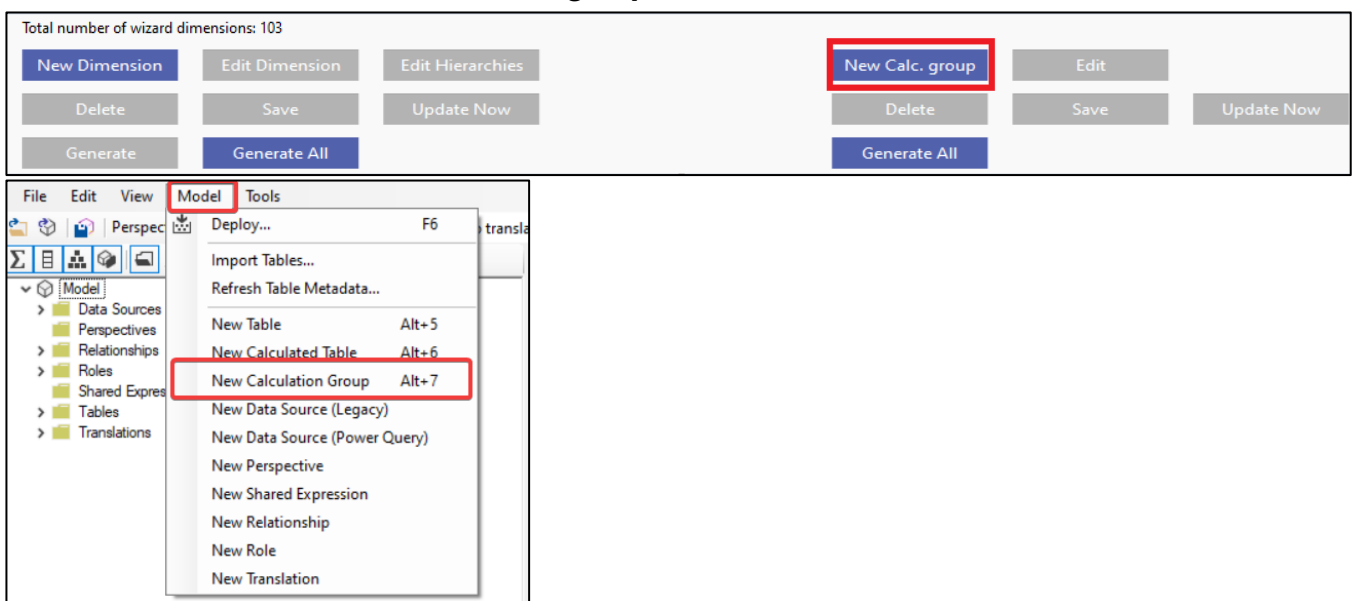 Total number of wizard dimensions: 103
New Dimension Edit Dimension Edit Hierarchies New Calc. group Edit
Delete Save Update Now Delete Save Update Now
Generate Generate All Generate All
File Edit View Model Tools
Perspec Deploy... F6 transla
Import Tables...
Model Refresh Table Metadata...
Data Sources
Perspectives New Table Alt+5
Relationships New Calculated Table Alt+6
Roles New Calculation Group Alt+7
Shared Expres
Tables New Data Source (Legacy)
Translations New Data Source (Power Query)
New Perspective
New Shared Expression
New Relationship
New Role
New Translation